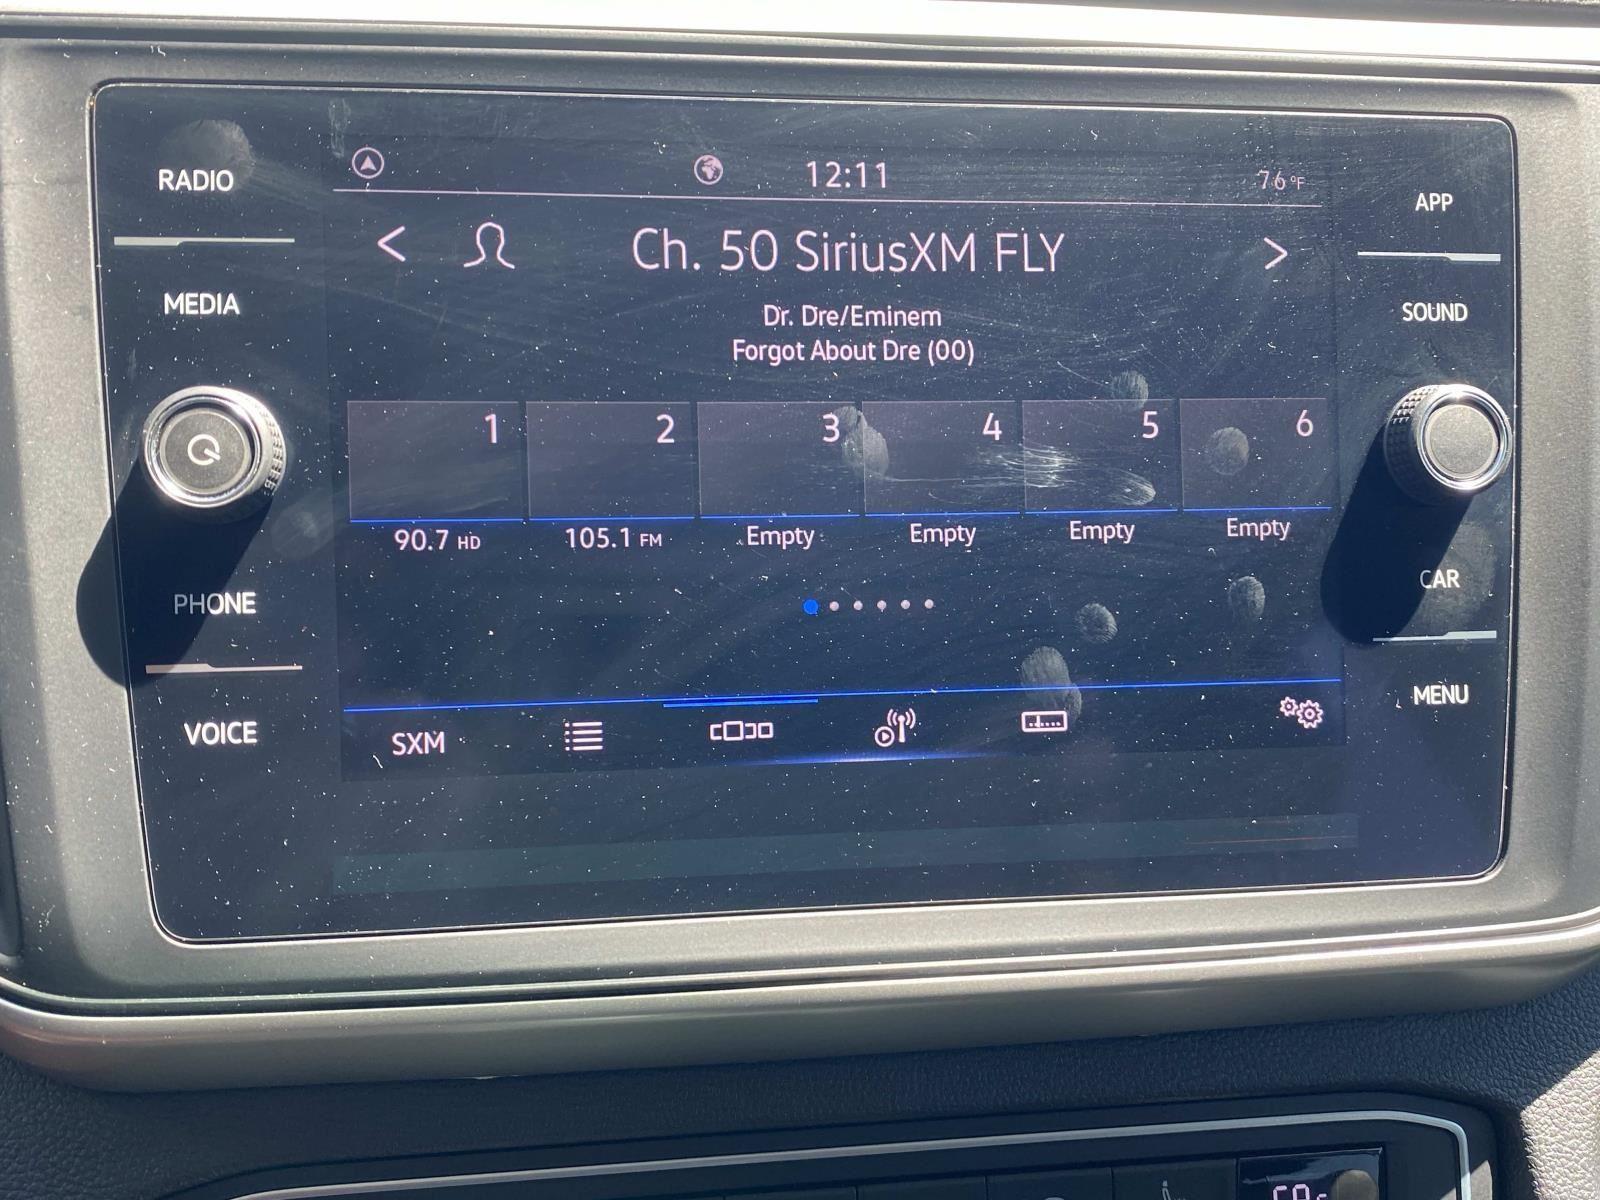 RADIO
MEDIA
PHONE
VOICE
12:11
76°F
< Ch. 50 SiriusXM FLY >
Dr. Dre/Eminem
Forgot About Dre (00)
1 2 3 4 5 6
90.7 HD 105.1 FM Empty Empty Empty Empty
SXM
APP
SOUND
CAR
MENU